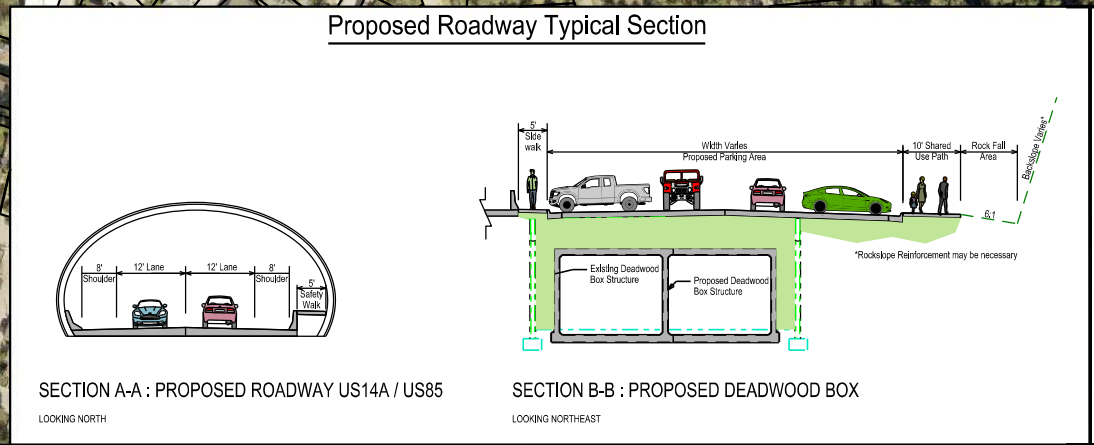 Proposed Roadway Typical Section
8'
Shoulder
12' Lane
12' Lane
8'
Shoulder
5'
Safety
Walk
SECTION A-A : PROPOSED ROADWAY US14A / US85
LOOKING NORTH
5'
Side
walk
Width Varies
Proposed Parking Area
10' Shared
Use Path
Rock Fall
Area
Backslope Varies*
6:1
*Rockslope Reinforcement may be necessary
Existing Deadwood
Box Structure
Proposed Deadwood
Box Structure
SECTION B-B : PROPOSED DEADWOOD BOX
LOOKING NORTHEAST